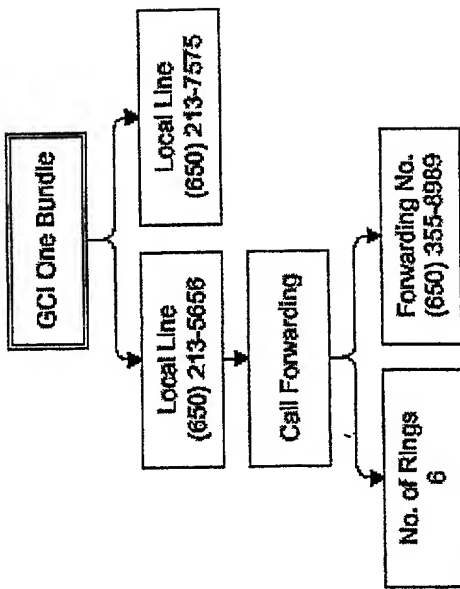 GCI One Bundle
Local Line
(650) 213-5656
Local Line
(650) 213-7575
Call Forwarding
No. of Rings
6
Forwarding No.
(650) 355-8989